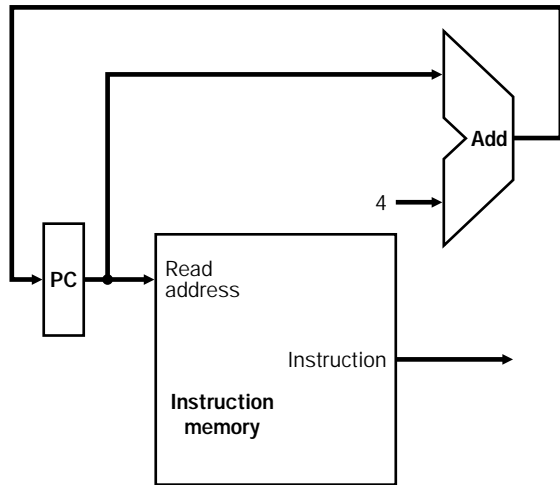 Add
4
PC
Read
address
Instruction
Instruction
memory